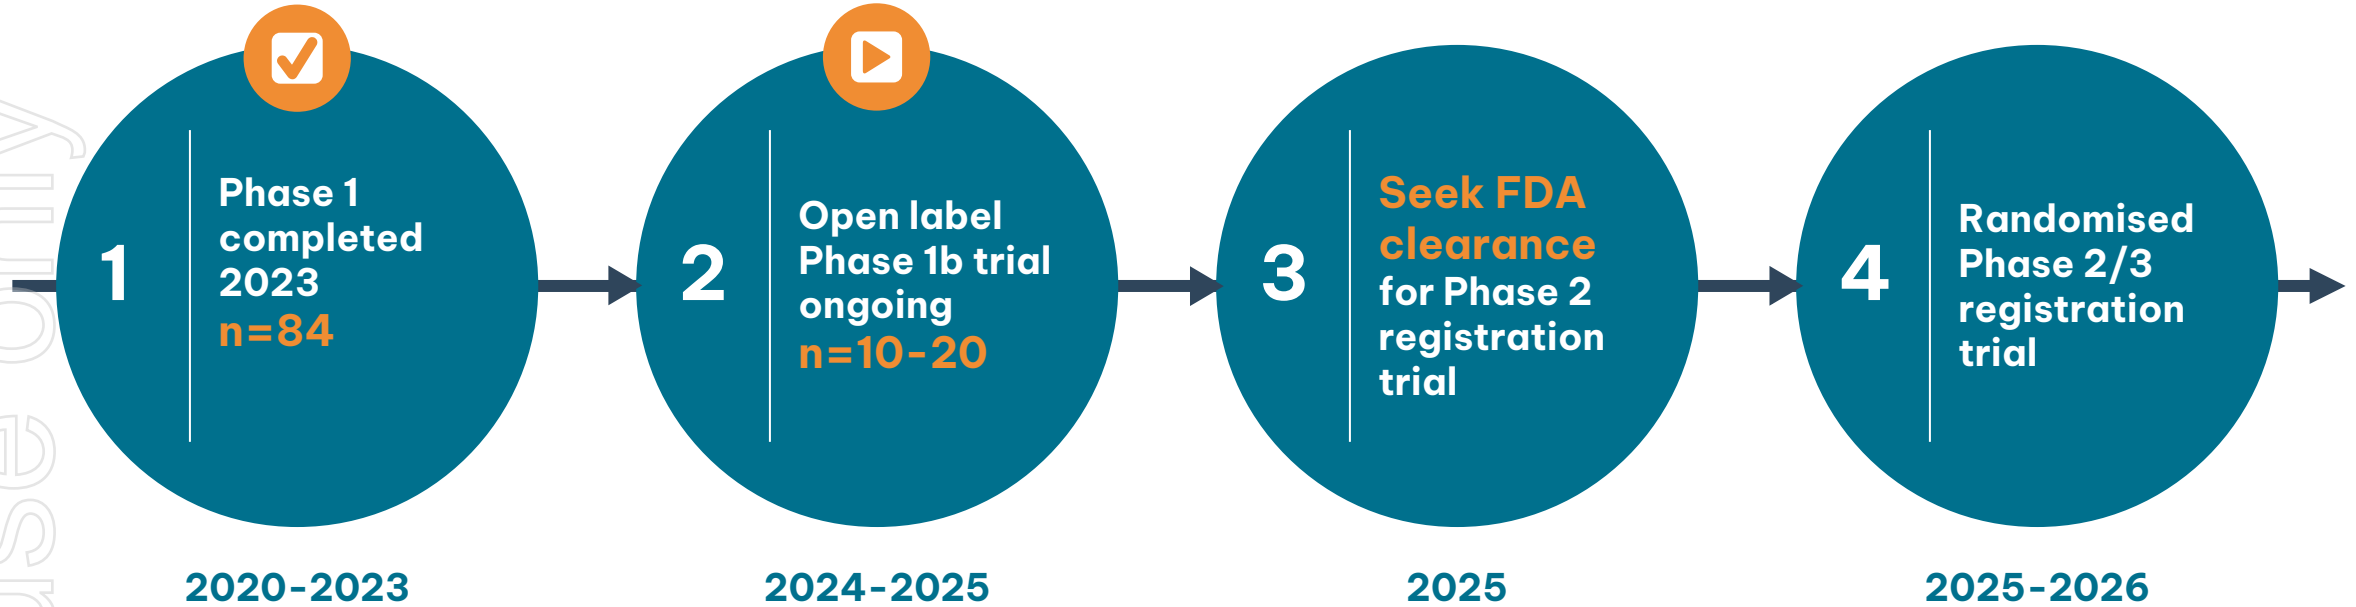 1
Phase 1
completed
2023
n=84
2020-2023
2
Open label
Phase 1b trial
ongoing
n=10-20
2024-2025
3
Seek FDA
clearance
for Phase 2
registration
trial
2025
4
Randomised
Phase 2/3
registration
trial
2025-2026
use only